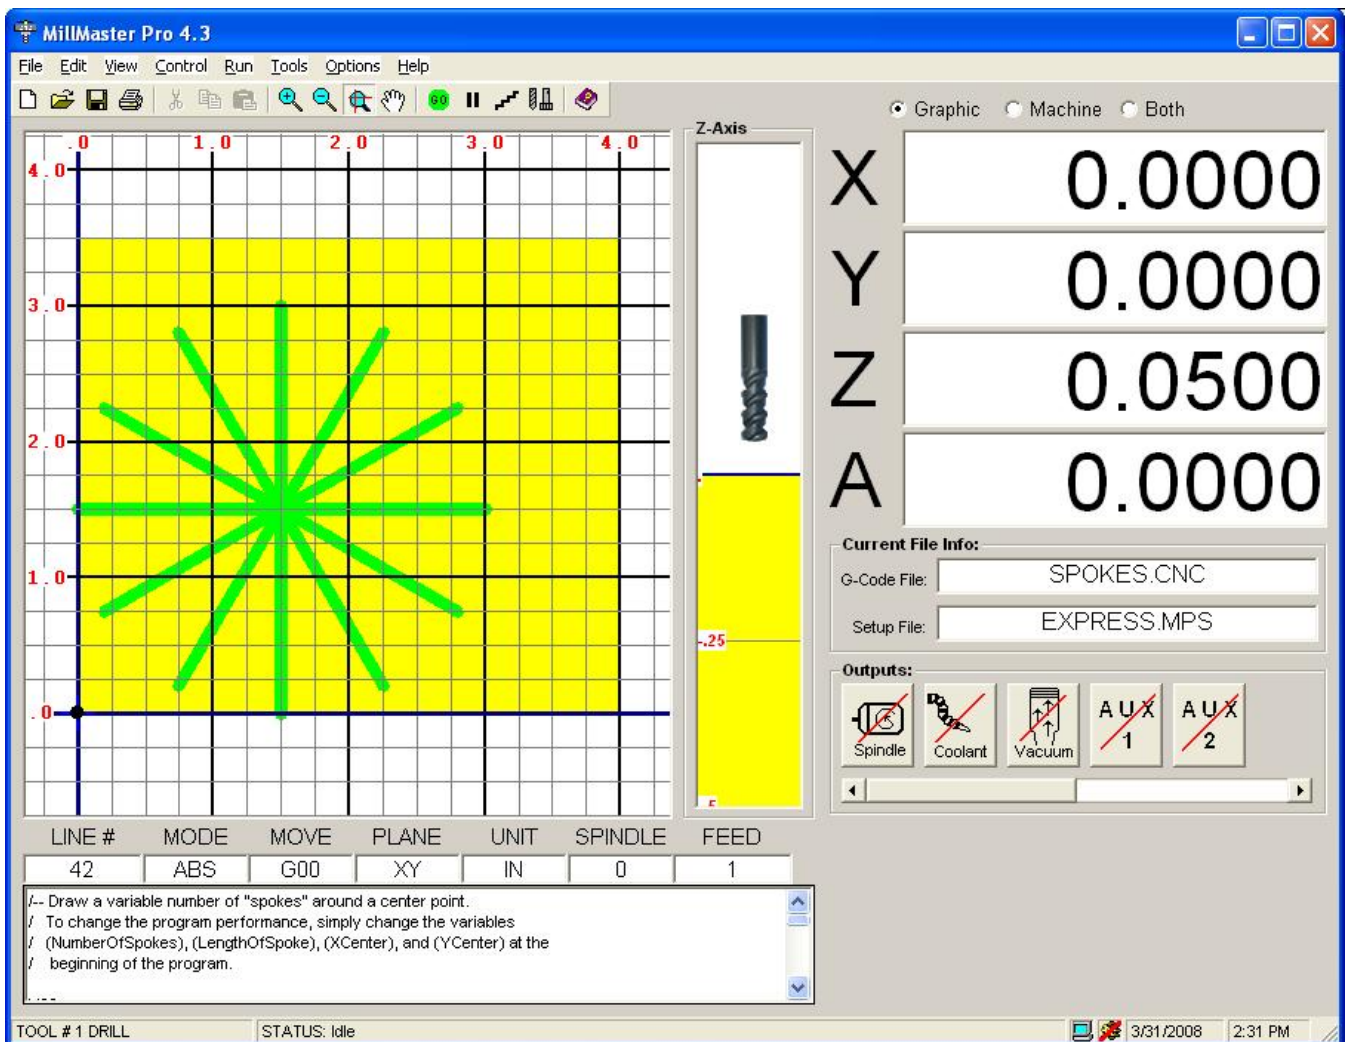 MillMaster Pro 4.3
File Edit View Control Run Tools Options Help
GO
Graphic Machine Both
.0 1.0 2.0 3.0 4.0
4.0
3.0
2.0
1.0
.0
Z-Axis
-.25
.5
X 0.0000
Y 0.0000
Z 0.0500
A 0.0000
Current File Info:
G-Code File: SPOKES.CNC
Setup File: EXPRESS.MPS
Outputs:
Spindle Coolant Vacuum AUX 1 AUX 2
LINE # MODE MOVE PLANE UNIT SPINDLE FEED
42 ABS G00 XY IN 0 1
/-- Draw a variable number of "spokes" around a center point.
/ To change the program performance, simply change the variables
/ (NumberOfSpokes), (LengthOfSpoke), (XCenter), and (YCenter) at the
/ beginning of the program.
TOOL # 1 DRILL STATUS: Idle 3/31/2008 2:31 PM